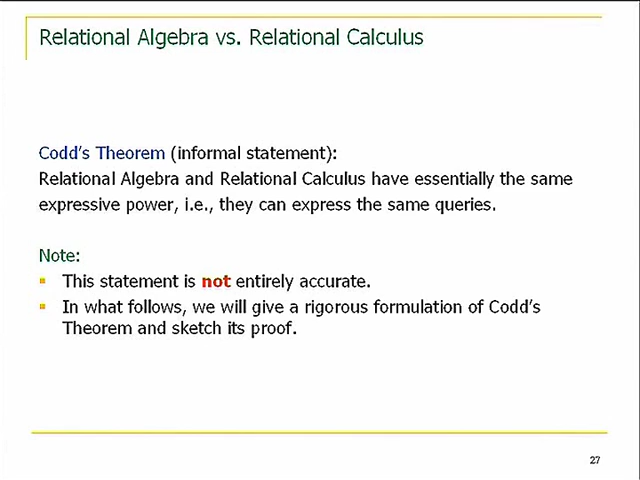 Relational Algebra vs. Relational Calculus
Codd's Theorem (informal statement):
Relational Algebra and Relational Calculus have essentially the same
expressive power, i.e., they can express the same queries.
Note:
This statement is not entirely accurate.
In what follows, we will give a rigorous formulation of Codd's
Theorem and sketch its proof.
27